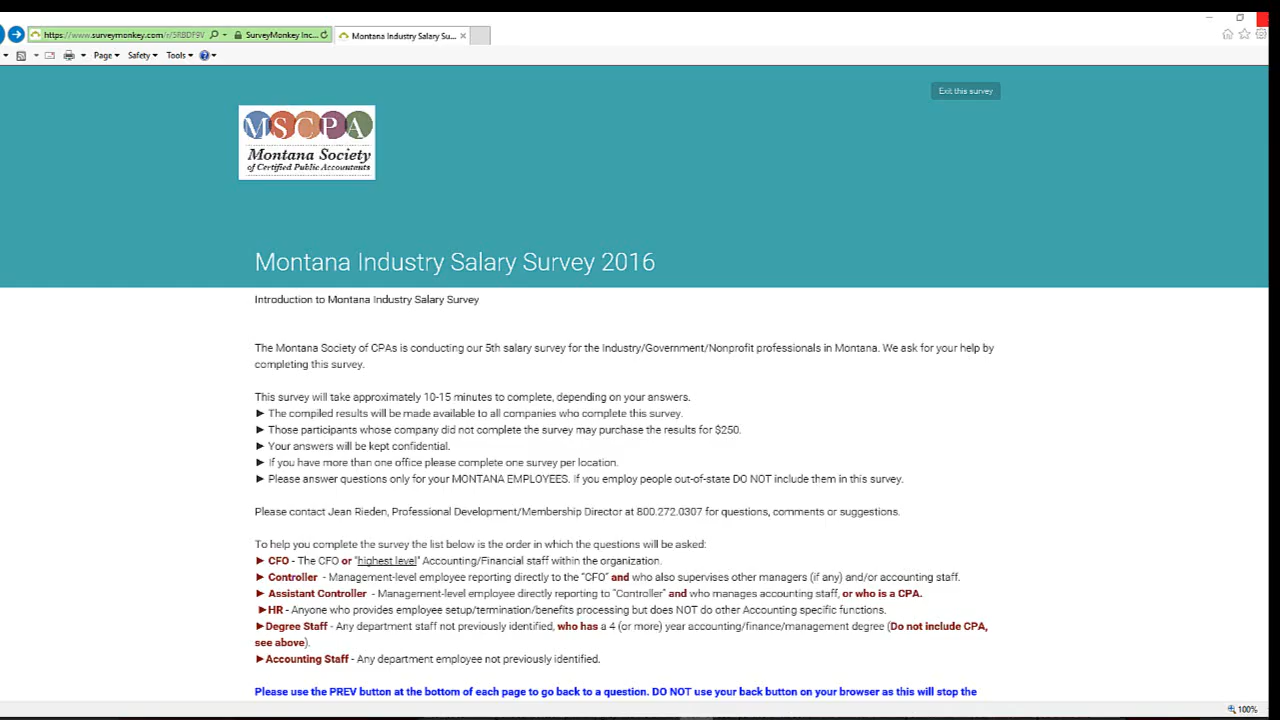 https://www.surveymonkey.com/r/5RBDF9V
SurveyMonkey Inc...
Montana Industry Salary Su...
Page
Safety
Tools
Exit this survey
MSCPA
Montana Society
of Certified Public Accountants
Montana Industry Salary Survey 2016
Introduction to Montana Industry Salary Survey
The Montana Society of CPAs is conducting our 5th salary survey for the Industry/Government/Nonprofit professionals in Montana. We ask for your help by
completing this survey.
This survey will take approximately 10-15 minutes to complete, depending on your answers.
► The compiled results will be made available to all companies who complete this survey.
► Those participants whose company did not complete the survey may purchase the results for $250.
► Your answers will be kept confidential.
► If you have more than one office please complete one survey per location.
► Please answer questions only for your MONTANA EMPLOYEES. If you employ people out-of-state DO NOT include them in this survey.
Please contact Jean Rieden, Professional Development/Membership Director at 800.272.0307 for questions, comments or suggestions.
To help you complete the survey the list below is the order in which the questions will be asked:
► CFO - The CFO or "highest level" Accounting/Financial staff within the organization.
► Controller - Management-level employee reporting directly to the "CFO" and who also supervises other managers (if any) and/or accounting staff.
► Assistant Controller - Management-level employee directly reporting to "Controller" and who manages accounting staff, or who is a CPA.
►HR - Anyone who provides employee setup/termination/benefits processing but does NOT do other Accounting specific functions.
►Degree Staff - Any department staff not previously identified, who has a 4 (or more) year accounting/finance/management degree (Do not include CPA,
see above).
►Accounting Staff - Any department employee not previously identified.
Please use the PREV button at the bottom of each page to go back to a question. DO NOT use your back button on your browser as this will stop the
100%